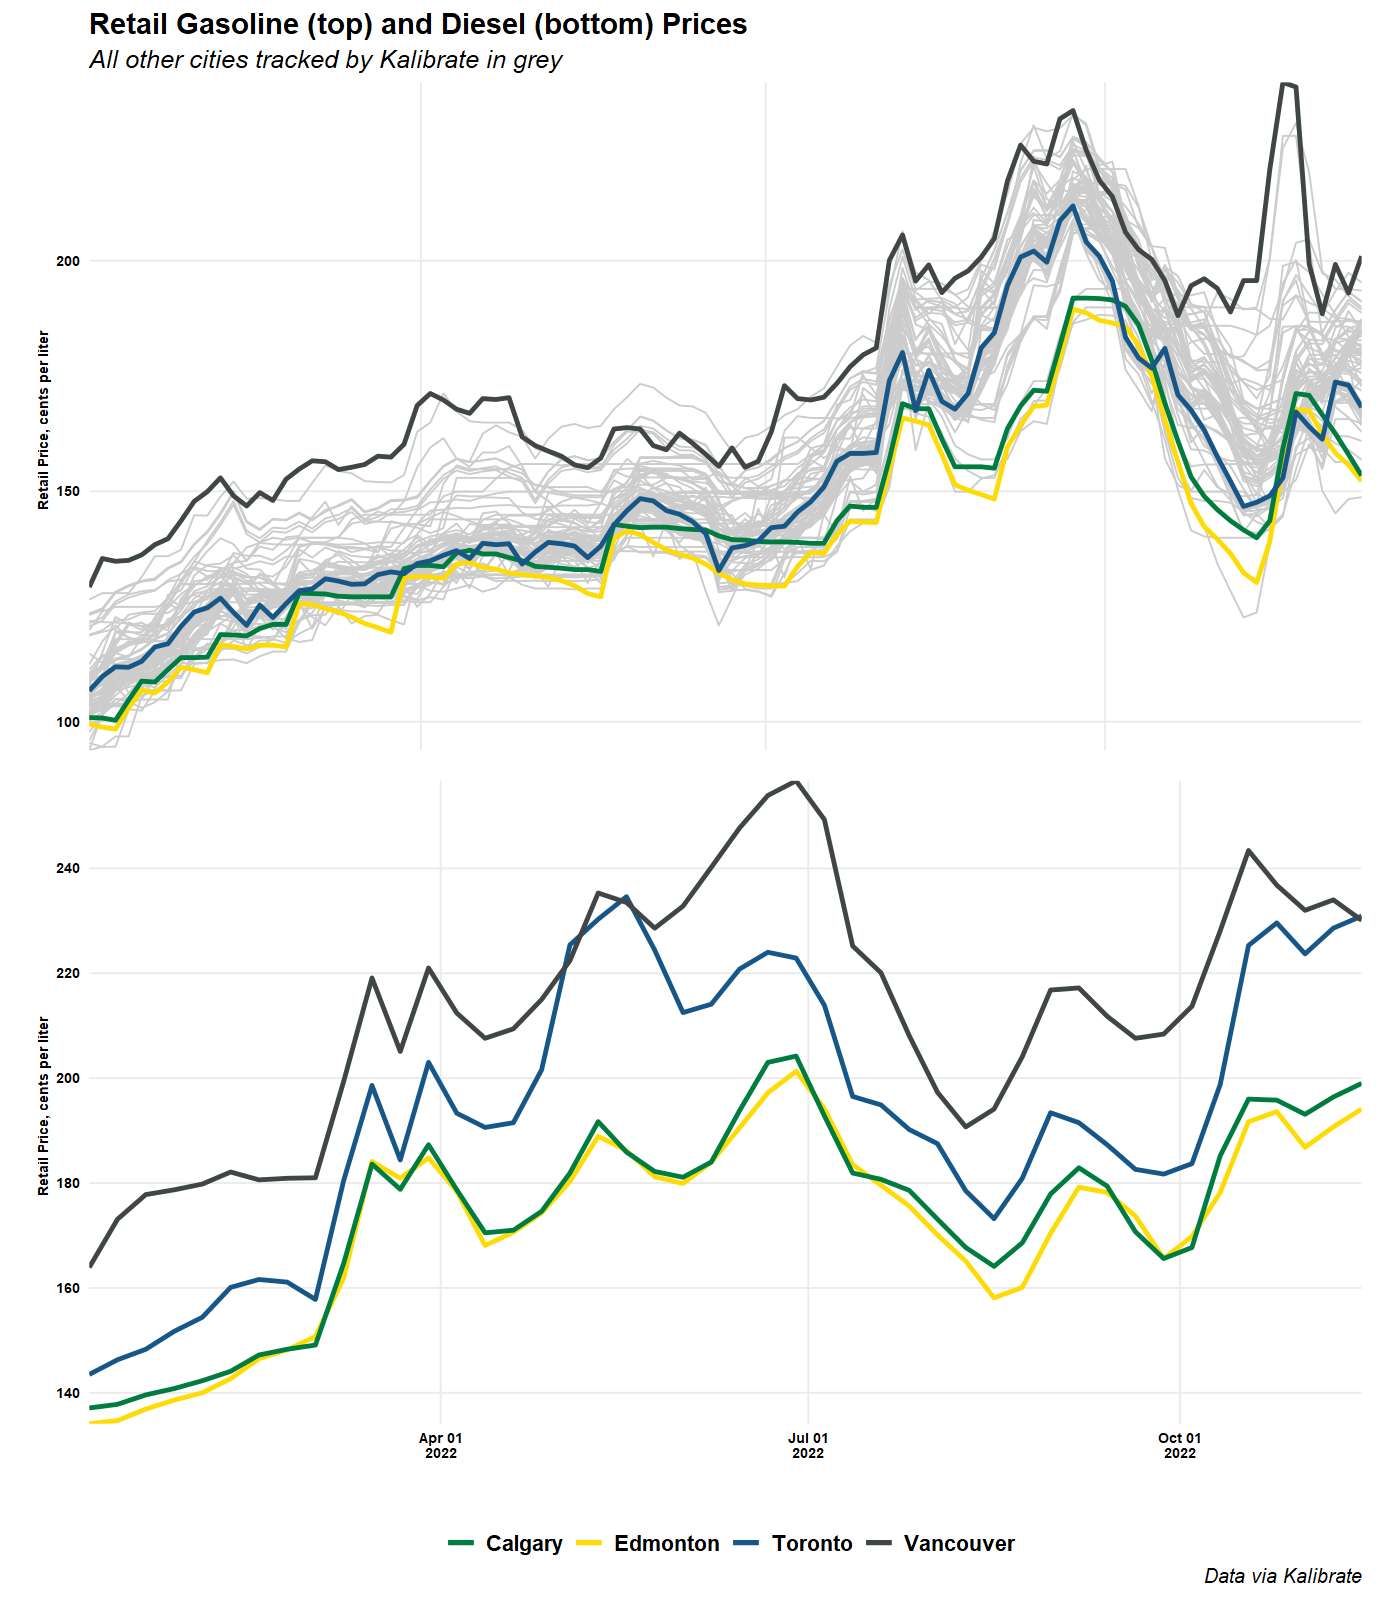 Retail Gasoline (top) and Diesel (bottom) Prices
All other cities tracked by Kalibrate in grey
Retail Price, cents per liter
200
150
100
Retail Price, cents per liter
240
220
200
180
160
140
Apr 01
2022
Jul 01
2022
Oct 01
2022
Calgary Edmonton Toronto Vancouver
Data via Kalibrate